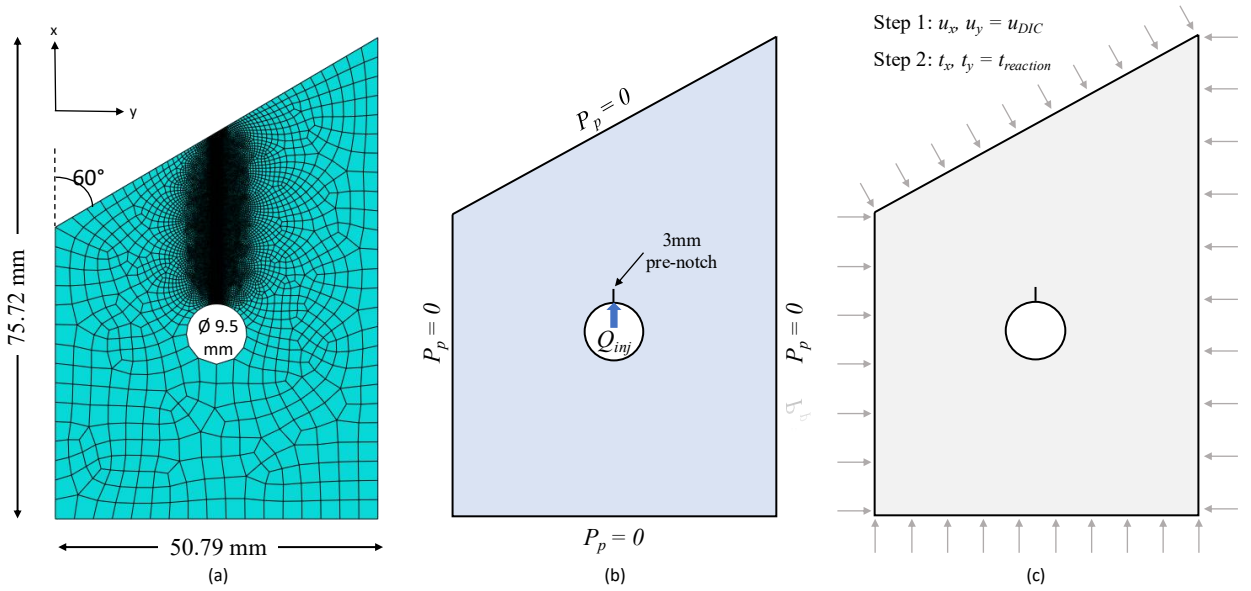 x
y
60°
75.72 mm
Ø 9.5
mm
50.79 mm
(a)
P_p = 0
3mm
pre-notch
Q_inj
P_p = 0
P_p = 0
P_p = 0
(b)
Step 1: u_x, u_y = u_DIC
Step 2: t_x, t_y = t_reaction
(c)